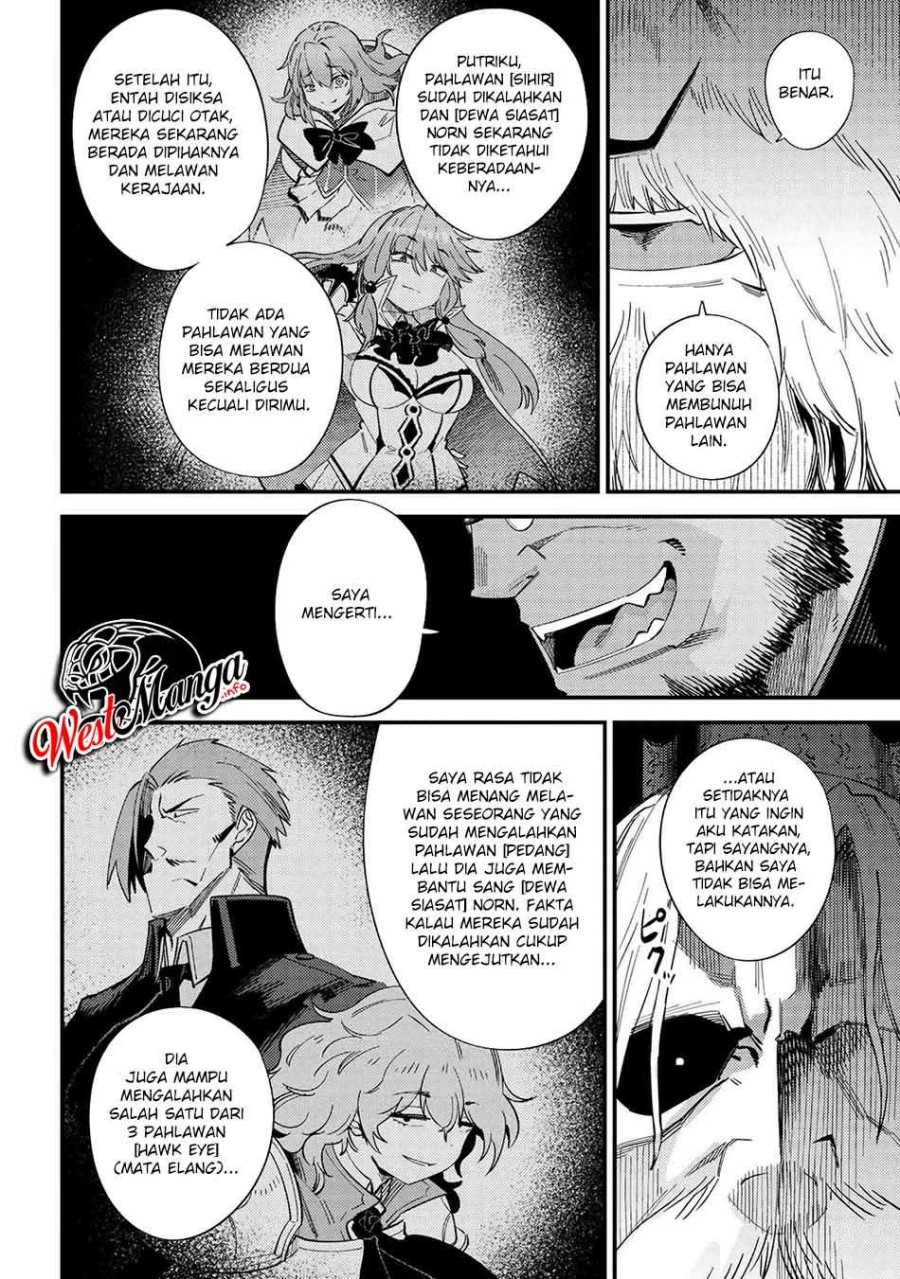 ITU
BENAR.
HANYA
PAHLAWAN
YANG BISA
MEMBUNUH
PAHLAWAN
LAIN.
PUTRIKU,
PAHLAWAN [SIHIR]
SUDAH DIKALAHKAN
DAN [DEWA SIASAT]
NORN SEKARANG
TIDAK DIKETAHUI
KEBERADAAN-
NYA...
SETELAH ITU,
ENTAH DISIKSA
ATAU DICUCI OTAK,
MEREKA SEKARANG
BERADA DIPIHAKNYA
DAN MELAWAN
KERAJAAN.
TIDAK ADA
PAHLAWAN YANG
BISA MELAWAN
MEREKA BERDUA
SEKALIGUS
KECUALI DIRIMU.
SAYA
MENGERTI...
WestManga
.info
...ATAU
SETIDAKNYA
ITU YANG INGIN
AKU KATAKAN,
TAPI SAYANGNYA,
BAHKAN SAYA
TIDAK BISA ME-
LAKUKANNYA.
ピクッ
SAYA RASA TIDAK
BISA MENANG MELA-
WAN SESEORANG YANG
SUDAH MENGALAHKAN
PAHLAWAN [PEDANG]
LALU DIA JUGA MEM-
BANTU SANG [DEWA
SIASAT] NORN. FAKTA
KALAU MEREKA SUDAH
DIKALAHKAN CUKUP
MENGEJUTKAN...
DIA
JUGA MAMPU
MENGALAHKAN
SALAH SATU DARI
3 PAHLAWAN
[HAWK EYE]
(MATA ELANG)...